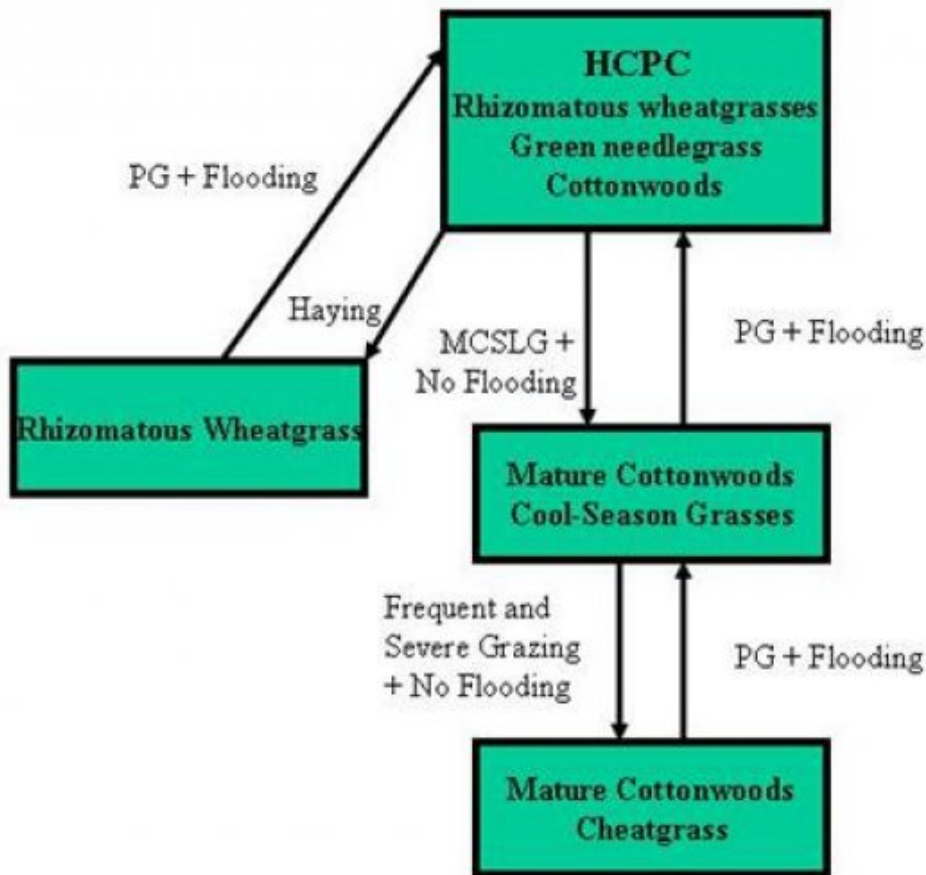 HCPC
Rhizomatous wheatgrasses
Green needlegrass
Cottonwoods
PG + Flooding
Haying
MCSLG +
No Flooding
PG + Flooding
Rhizomatous Wheatgrass
Mature Cottonwoods
Cool-Season Grasses
Frequent and
Severe Grazing
+ No Flooding
PG + Flooding
Mature Cottonwoods
Cheatgrass